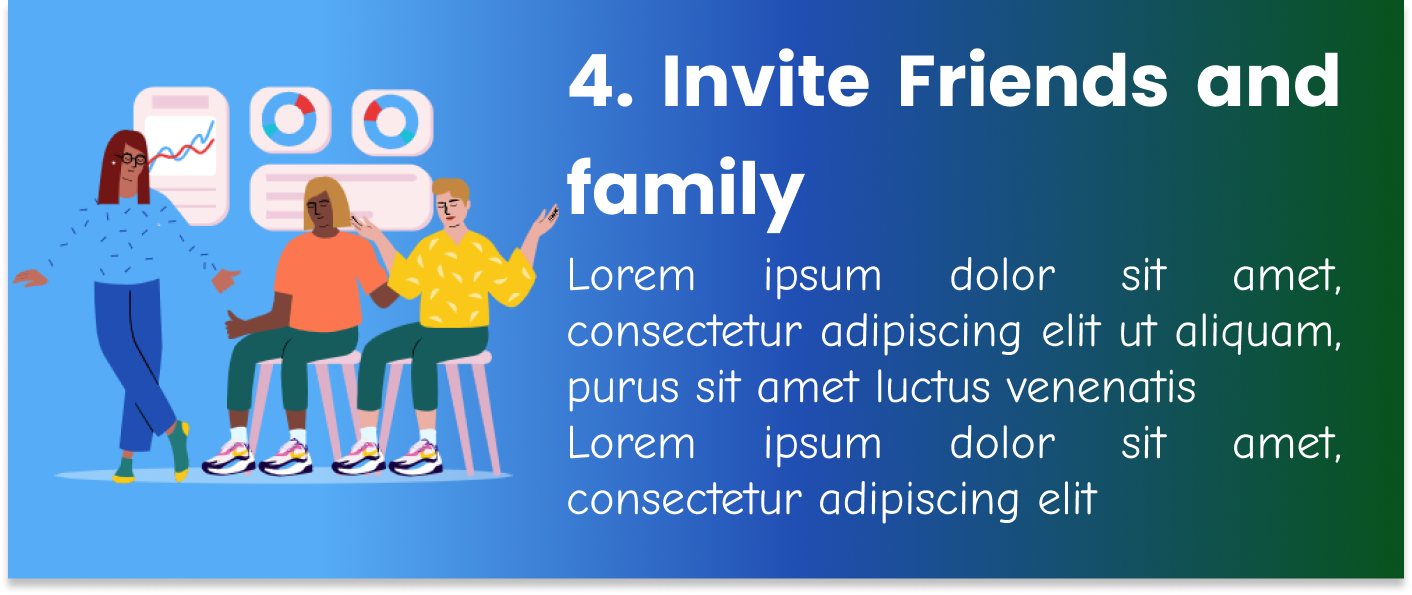 4. Invite Friends and
family
Lorem ipsum dolor sit amet,
consectetur adipiscing elit ut aliquam,
purus sit amet luctus venenatis
Lorem ipsum dolor sit amet,
consectetur adipiscing elit